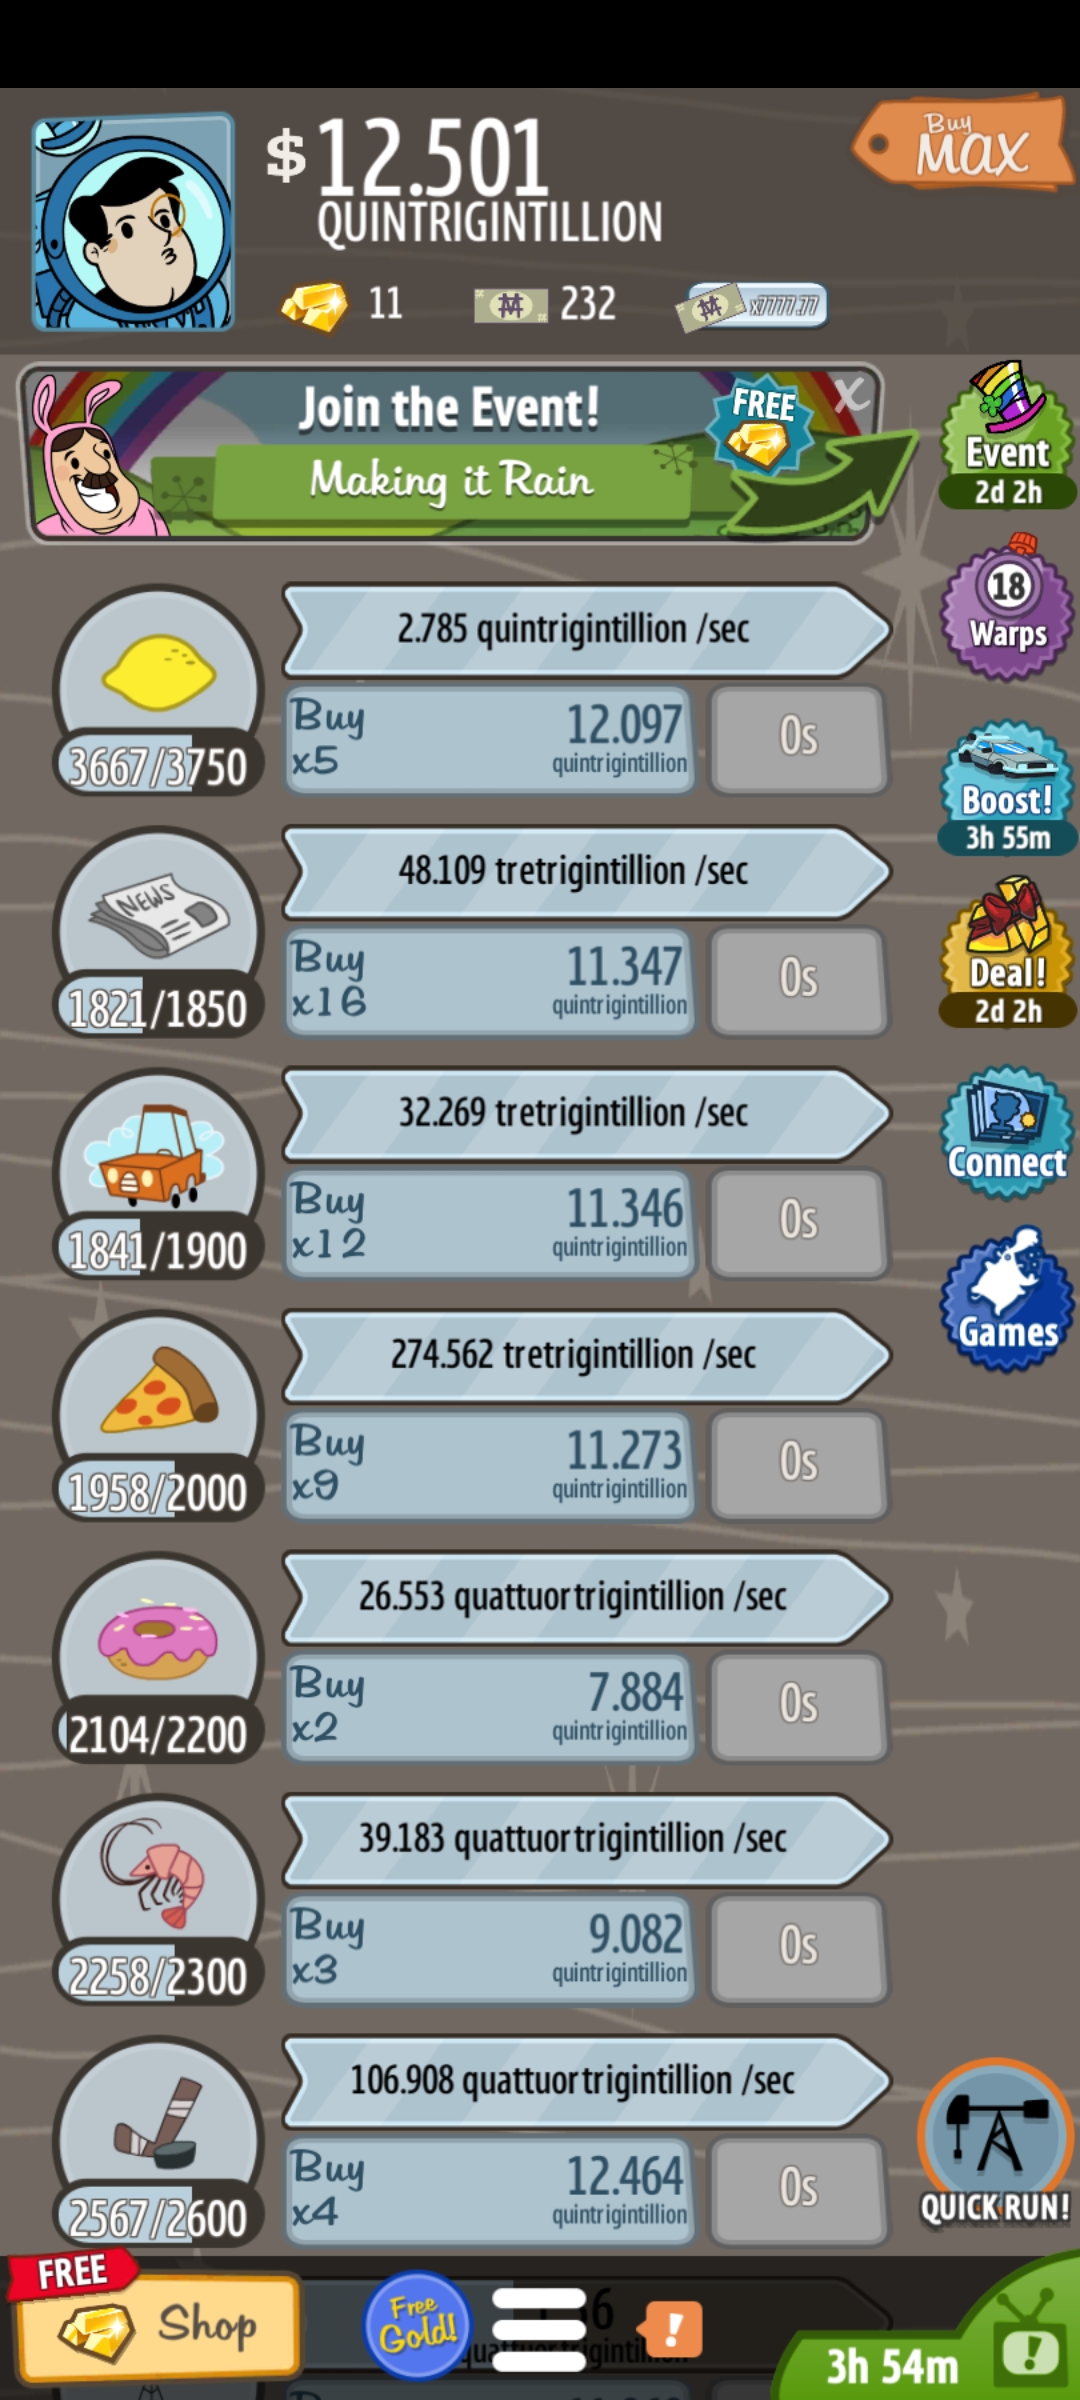 $12.501
QUINTRIGINTILLION
Buy
MAX
11
232
x7777.77
Join the Event!
FREE
X
Making it Rain
Event
2d 2h
2.785 quintrigintillion /sec
18
Warps
Buy
x5
12.097
quintrigintillion
0s
3667/3750
Boost!
3h 55m
48.109 tretrigintillion /sec
NEWS
Buy
x16
11.347
quintrigintillion
0s
1821/1850
Deal!
2d 2h
32.269 tretrigintillion /sec
Connect
Buy
x12
11.346
quintrigintillion
0s
1841/1900
274.562 tretrigintillion /sec
Games
Buy
x9
11.273
quintrigintillion
0s
1958/2000
26.553 quattuortrigintillion /sec
Buy
x2
7.884
quintrigintillion
0s
2104/2200
39.183 quattuortrigintillion /sec
Buy
x3
9.082
quintrigintillion
0s
2258/2300
106.908 quattuortrigintillion /sec
Buy
x4
12.464
quintrigintillion
0s
2567/2600
QUICK RUN!
FREE
Shop
Free
Gold!
!
!
3h 54m